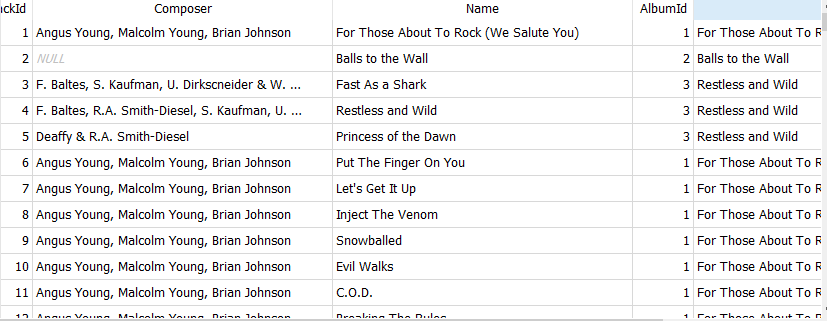 ackId Composer Name AlbumId
1 Angus Young, Malcolm Young, Brian Johnson For Those About To Rock (We Salute You) 1 For Those About To R
2 NULL Balls to the Wall 2 Balls to the Wall
3 F. Baltes, S. Kaufman, U. Dirkscneider & W. ... Fast As a Shark 3 Restless and Wild
4 F. Baltes, R.A. Smith-Diesel, S. Kaufman, U. ... Restless and Wild 3 Restless and Wild
5 Deaffy & R.A. Smith-Diesel Princess of the Dawn 3 Restless and Wild
6 Angus Young, Malcolm Young, Brian Johnson Put The Finger On You 1 For Those About To R
7 Angus Young, Malcolm Young, Brian Johnson Let's Get It Up 1 For Those About To R
8 Angus Young, Malcolm Young, Brian Johnson Inject The Venom 1 For Those About To R
9 Angus Young, Malcolm Young, Brian Johnson Snowballed 1 For Those About To R
10 Angus Young, Malcolm Young, Brian Johnson Evil Walks 1 For Those About To R
11 Angus Young, Malcolm Young, Brian Johnson C.O.D. 1 For Those About To R
12 Angus Young, Malcolm Young, Brian Johnson Breaking The Rules 1 For Those About To R